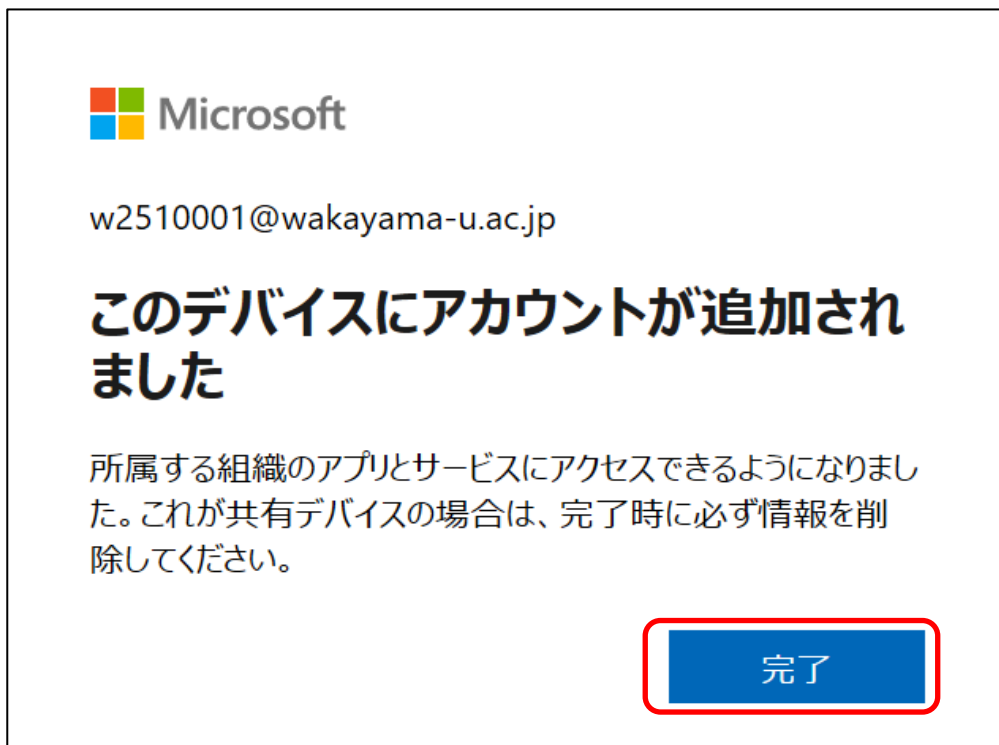 Microsoft
w2510001@wakayama-u.ac.jp
このデバイスにアカウントが追加され
ました
所属する組織のアプリとサービスにアクセスできるようになりまし
た。これが共有デバイスの場合は、完了時に必ず情報を削
除してください。
完了